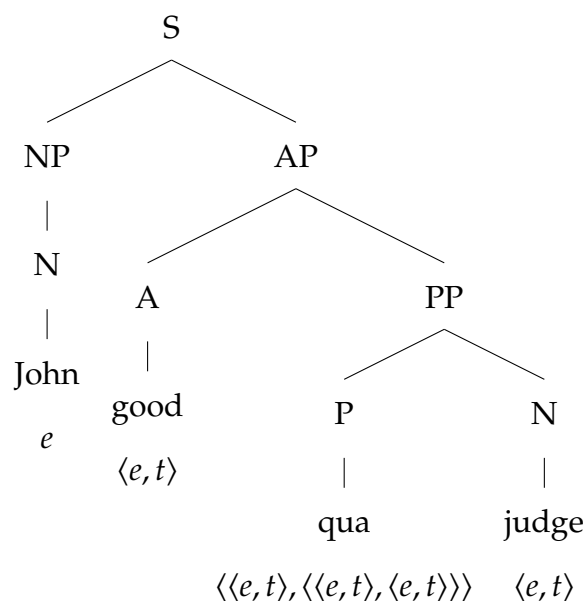 S
NP AP
N A PP
John good P N
e ⟨e, t⟩
qua judge
⟨⟨e, t⟩, ⟨⟨e, t⟩, ⟨e, t⟩⟩⟩ ⟨e, t⟩